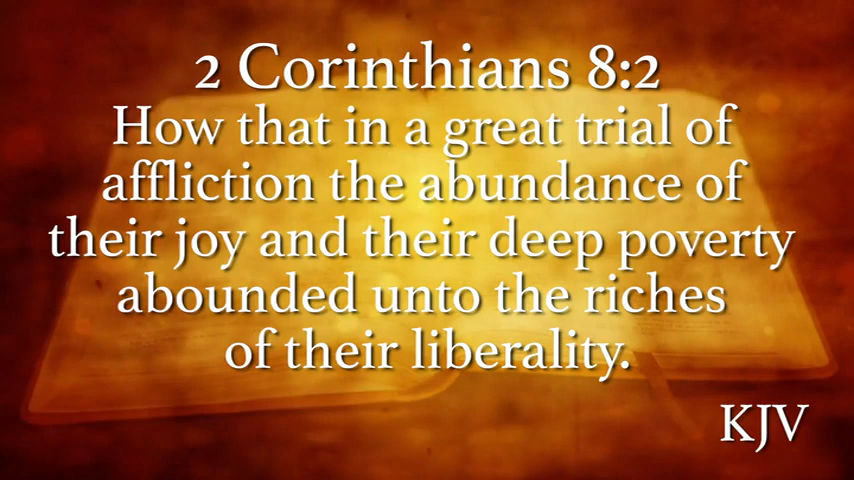 2 Corinthians 8:2
How that in a great trial of
affliction the abundance of
their joy and their deep poverty
abounded unto the riches
of their liberality.
KJV